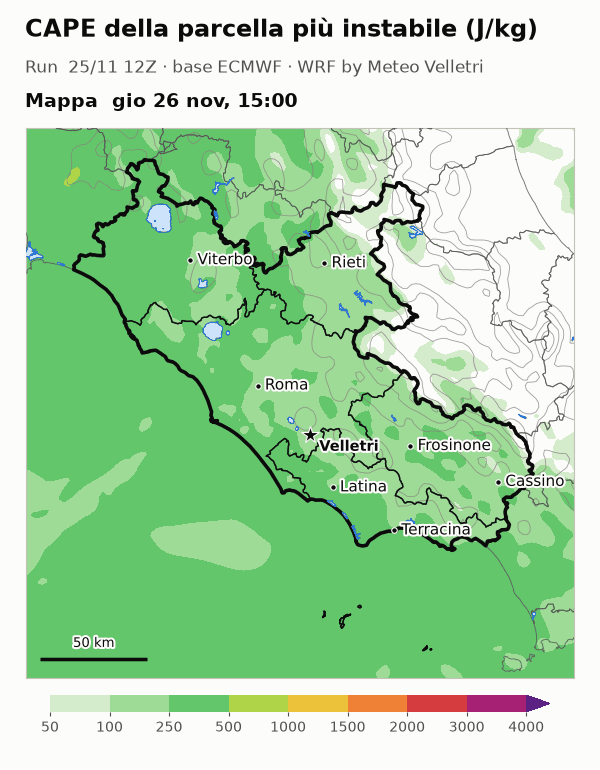 CAPE della parcella più instabile (J/kg)
Run  25/11 12Z · base ECMWF · WRF by Meteo Velletri
Mappa  gio 26 nov, 15:00
Viterbo
Rieti
Roma
Velletri
Frosinone
Latina
Cassino
Terracina
50 km
50 100 250 500 1000 1500 2000 3000 4000